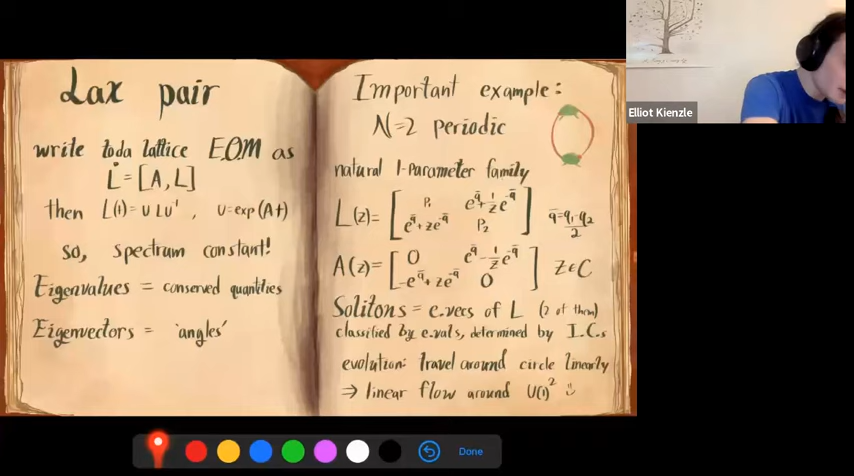 Lax pair
write toda lattice EOM as
L̇ = [A, L]
then L(t) = U L U⁻¹ , U = exp(At)
so, spectrum constant!
Eigenvalues = conserved quantities
Eigenvectors = 'angles'
Important example:
N=2 periodic
natural 1-parameter family
L(z) = [ P₁ e^q̄ + 1/z e^-q̄
e^q̄ + z e^-q̄ P₂ ] q̄ = q₁-q₂/2
A(z) = [ 0 e^q̄ - 1/z e^-q̄
-e^q̄ + z e^-q̄ 0 ] Z∈C
Solitons = e.vecs of L (2 of them)
classified by e.vals, determined by I.C.s
evolution: travel around circle linearly
⇒ linear flow around U(1)² :)
Elliot Kienzle
Done